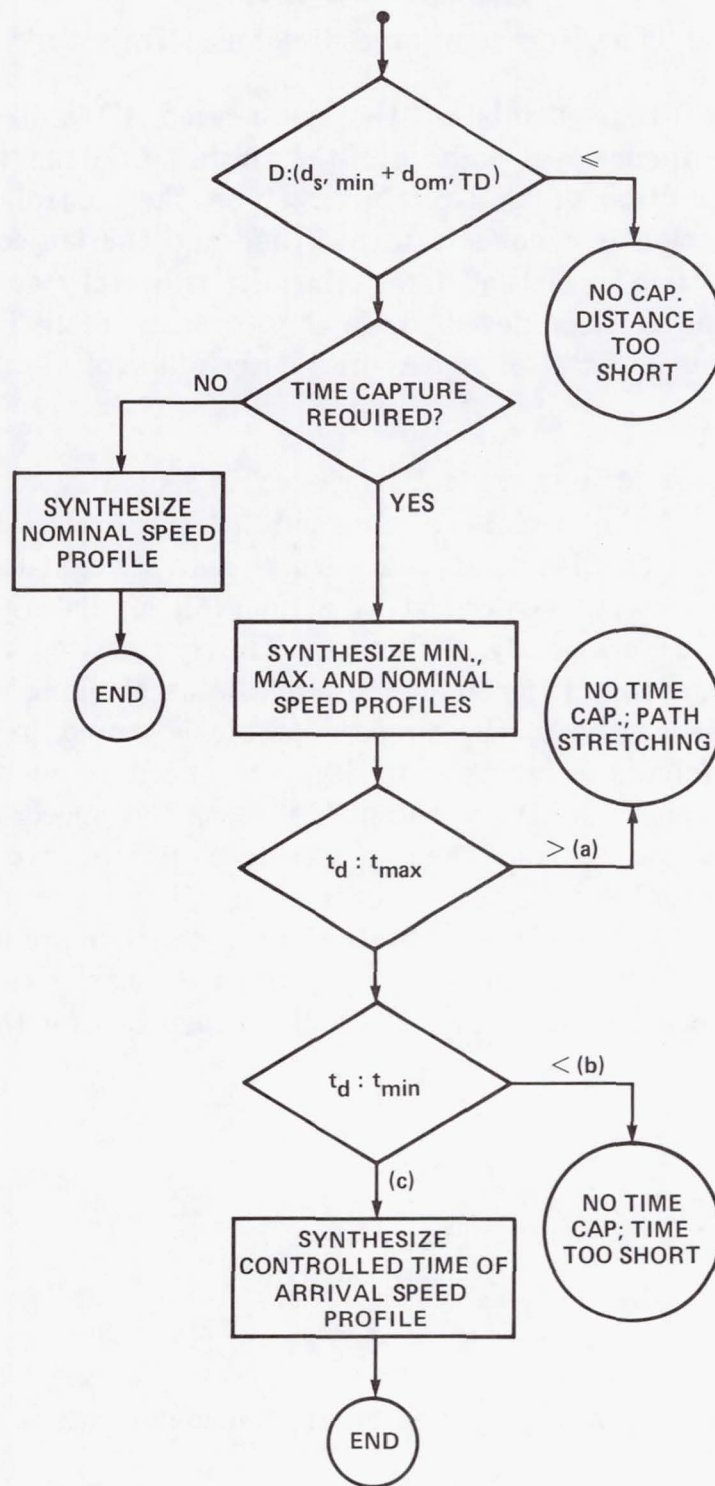 D:(ds, min + dom, TD)
≤
NO CAP.
DISTANCE
TOO
SHORT
TIME CAPTURE
REQUIRED?
NO
YES
SYNTHESIZE
NOMINAL SPEED
PROFILE
END
SYNTHESIZE MIN.,
MAX. AND NOMINAL
SPEED PROFILES
NO TIME
CAP.; PATH
STRETCHING
td : tmax
> (a)
td : tmin
< (b)
(c)
NO TIME
CAP; TIME
TOO SHORT
SYNTHESIZE
CONTROLLED TIME OF
ARRIVAL SPEED
PROFILE
END